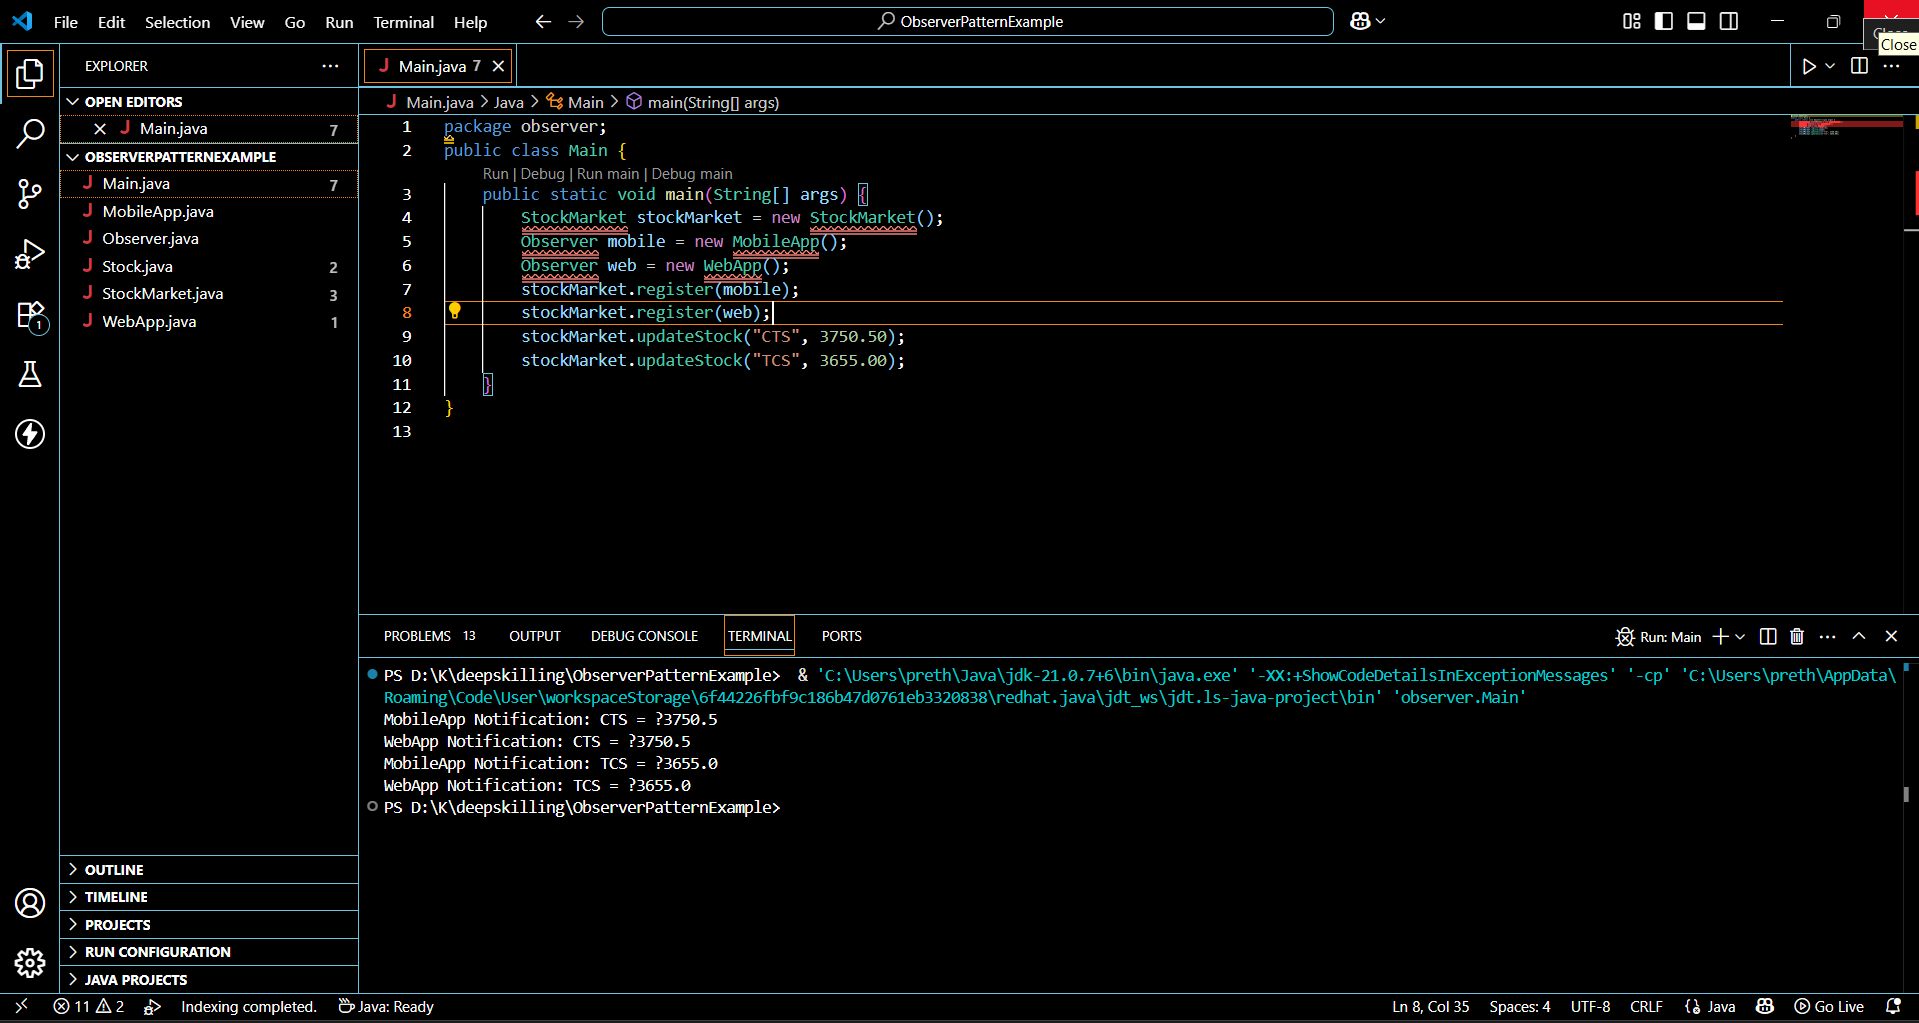 File Edit Selection View Go Run Terminal Help
ObserverPatternExample
Close
EXPLORER
OPEN EDITORS
Main.java 7
OBSERVERPATTERNEXAMPLE
Main.java 7
MobileApp.java
Observer.java
Stock.java 2
StockMarket.java 3
WebApp.java 1
1
OUTLINE
TIMELINE
PROJECTS
RUN CONFIGURATION
JAVA PROJECTS
Main.java 7
Main.java > Java > Main > main(String[] args)
1 package observer;
2 public class Main {
Run | Debug | Run main | Debug main
3 public static void main(String[] args) {
4 StockMarket stockMarket = new StockMarket();
5 Observer mobile = new MobileApp();
6 Observer web = new WebApp();
7 stockMarket.register(mobile);
8 stockMarket.register(web);
9 stockMarket.updateStock("CTS", 3750.50);
10 stockMarket.updateStock("TCS", 3655.00);
11 }
12 }
13
PROBLEMS 13 OUTPUT DEBUG CONSOLE TERMINAL PORTS
Run: Main
PS D:\K\deepskilling\ObserverPatternExample> & 'C:\Users\preth\Java\jdk-21.0.7+6\bin\java.exe' '-XX:+ShowCodeDetailsInExceptionMessages' '-cp' 'C:\Users\preth\AppData\
Roaming\Code\User\workspaceStorage\6f44226fbf9c186b47d0761eb3320838\redhat.java\jdt_ws\jdt.ls-java-project\bin' 'observer.Main'
MobileApp Notification: CTS = ?3750.5
WebApp Notification: CTS = ?3750.5
MobileApp Notification: TCS = ?3655.0
WebApp Notification: TCS = ?3655.0
PS D:\K\deepskilling\ObserverPatternExample>
11 2 Indexing completed. Java: Ready
Ln 8, Col 35 Spaces: 4 UTF-8 CRLF Java Go Live